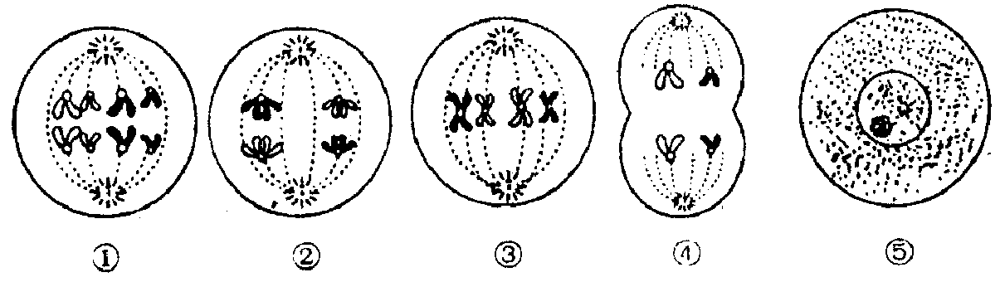 ① ② ③ ④ ⑤